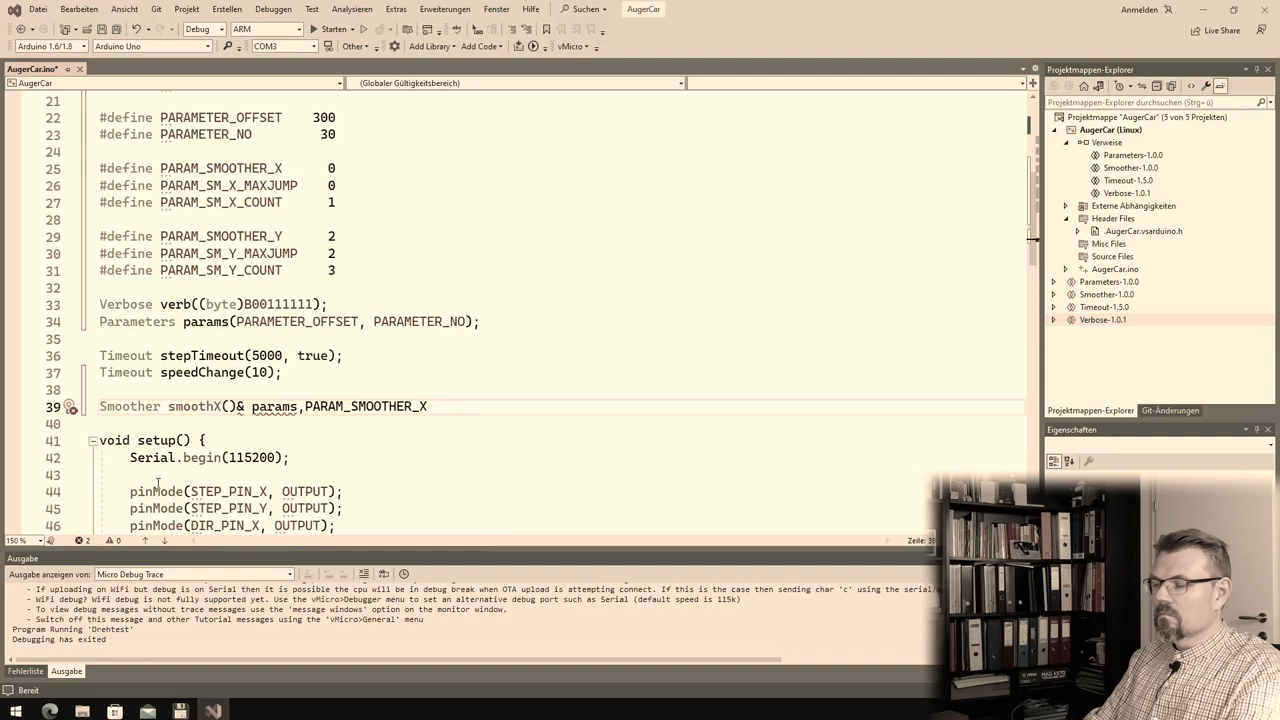 Datei Bearbeiten Ansicht Git Projekt Erstellen Debuggen Test Analysieren Extras Erweiterungen Fenster Hilfe Suchen AugerCar Anmelden
Debug ARM Starten
Live Share
Arduino 1.6/1.8 Arduino Uno COM3 Other Add Library Add Code vMicro
AugerCar.ino*
AugerCar (Globaler Gültigkeitsbereich)
21
22 #define PARAMETER_OFFSET 300
23 #define PARAMETER_NO 30
24
25 #define PARAM_SMOOTHER_X 0
26 #define PARAM_SM_X_MAXJUMP 0
27 #define PARAM_SM_X_COUNT 1
28
29 #define PARAM_SMOOTHER_Y 2
30 #define PARAM_SM_Y_MAXJUMP 2
31 #define PARAM_SM_Y_COUNT 3
32
33 Verbose verb((byte)B00111111);
34 Parameters params(PARAMETER_OFFSET, PARAMETER_NO);
35
36 Timeout stepTimeout(5000, true);
37 Timeout speedChange(10);
38
39 Smoother smoothX()& params,PARAM_SMOOTHER_X
40
41 void setup() {
42 Serial.begin(115200);
43
44 pinMode(STEP_PIN_X, OUTPUT);
45 pinMode(STEP_PIN_Y, OUTPUT);
46 pinMode(DIR_PIN_X, OUTPUT);
150 % 2 0 Zeile: 39
Ausgabe
Ausgabe anzeigen von: Micro Debug Trace
- If uploading on WiFi but debug is on Serial then it is possible the cpu will be in debug break when OTA upload is attempting connect. If this is the case then sending char 'c' using the serial/
- WiFi debug? Wifi debug is not fully supported yet. Use the vMicro>Debugger menu to set an alternative debug port such as Serial (default speed is 115k)
- To view debug messages without trace messages use the 'message windows' option on the monitor window.
- Switch off this message and other Tutorial messages using the 'vMicro>General' menu
Program Running 'Drehtest'
Debugging has exited
Fehlerliste Ausgabe
Bereit
Projektmappen-Explorer
Projektmappen-Explorer durchsuchen (Strg+ü)
Projektmappe "AugerCar" (5 von 5 Projekten)
AugerCar (Linux)
Verweise
Parameters-1.0.0
Smoother-1.0.0
Timeout-1.5.0
Verbose-1.0.1
Externe Abhängigkeiten
Header Files
.AugerCar.vsarduino.h
Misc Files
Source Files
AugerCar.ino
Parameters-1.0.0
Smoother-1.0.0
Timeout-1.5.0
Verbose-1.0.1
Projektmappen-Explorer Git-Änderungen
Eigenschaften